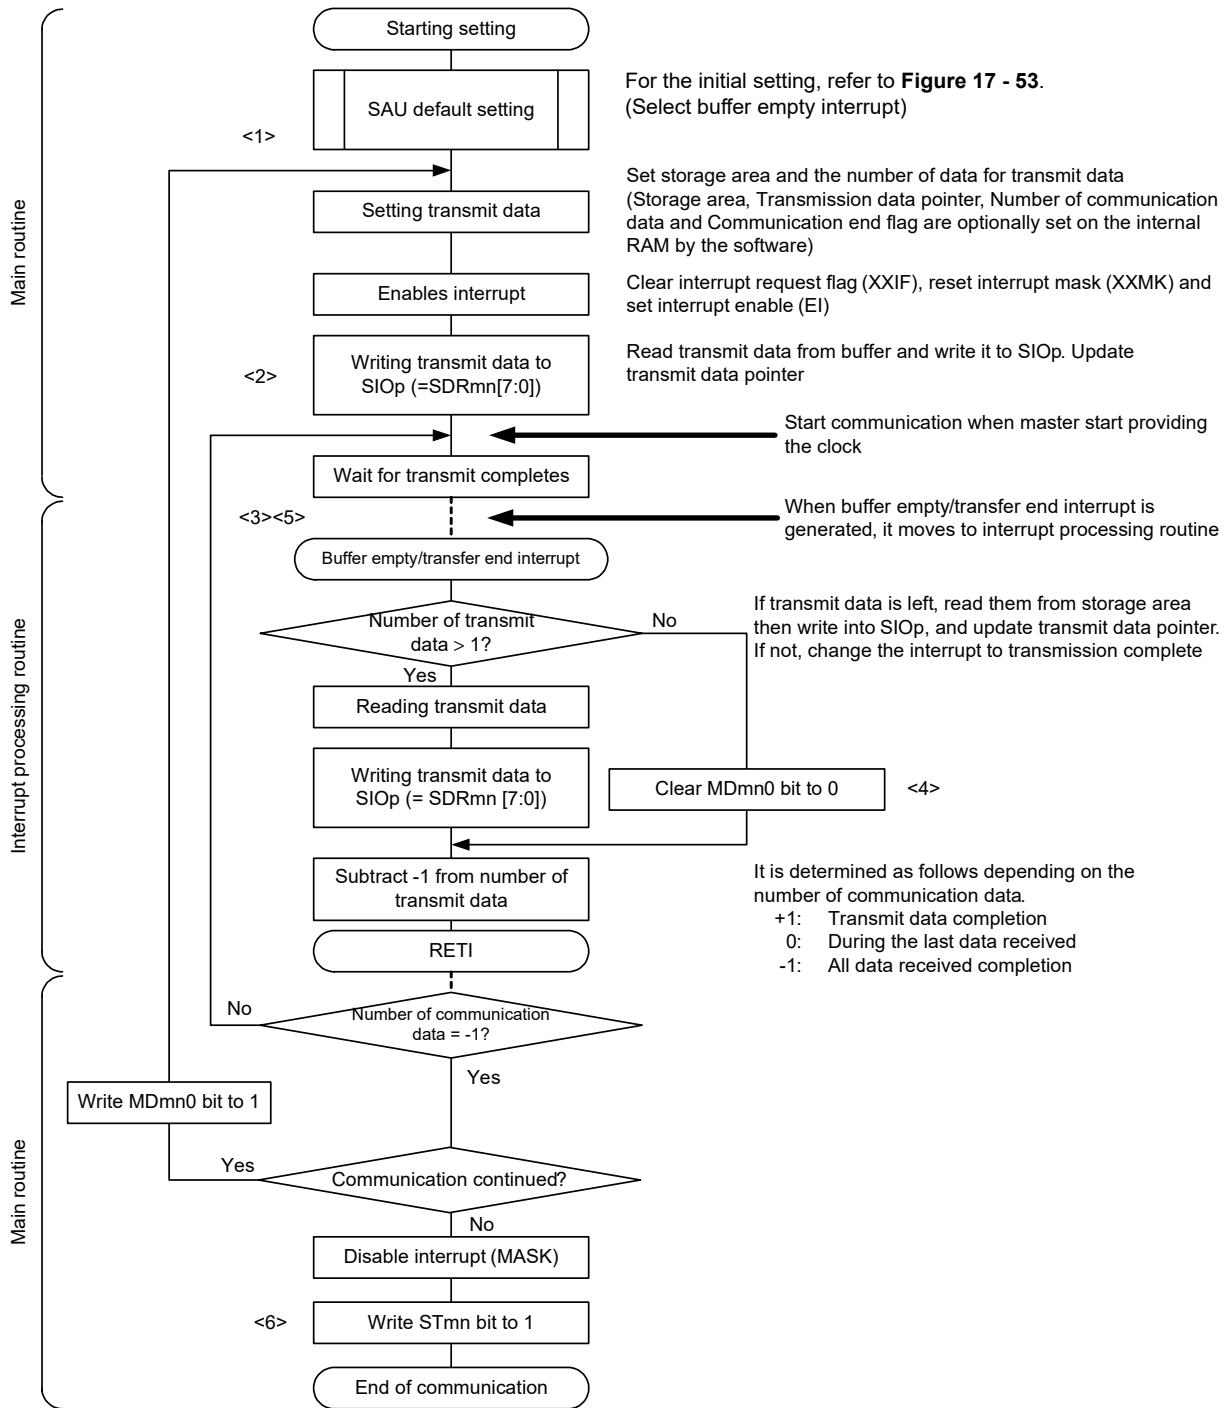 Starting setting
SAU default setting
For the initial setting, refer to Figure 17 - 53.
(Select buffer empty interrupt)
<1>
Setting transmit data
Set storage area and the number of data for transmit data
(Storage area, Transmission data pointer, Number of communication
data and Communication end flag are optionally set on the internal
RAM by the software)
Main routine
Enables interrupt
Clear interrupt request flag (XXIF), reset interrupt mask (XXMK) and
set interrupt enable (EI)
<2>
Writing transmit data to
SIOp (=SDRmn[7:0])
Read transmit data from buffer and write it to SIOp. Update
transmit data pointer
Start communication when master start providing
the clock
Wait for transmit completes
<3><5>
When buffer empty/transfer end interrupt is
generated, it moves to interrupt processing routine
Buffer empty/transfer end interrupt
Number of transmit
data > 1?
No
Yes
If transmit data is left, read them from storage area
then write into SIOp, and update transmit data pointer.
If not, change the interrupt to transmission complete
Interrupt processing routine
Reading transmit data
Writing transmit data to
SIOp (= SDRmn [7:0])
Clear MDmn0 bit to 0
<4>
Subtract -1 from number of
transmit data
It is determined as follows depending on the
number of communication data.
+1: Transmit data completion
0: During the last data received
-1: All data received completion
RETI
No
Number of communication
data = -1?
Yes
Write MDmn0 bit to 1
Main routine
Yes
Communication continued?
No
Disable interrupt (MASK)
<6>
Write STmn bit to 1
End of communication